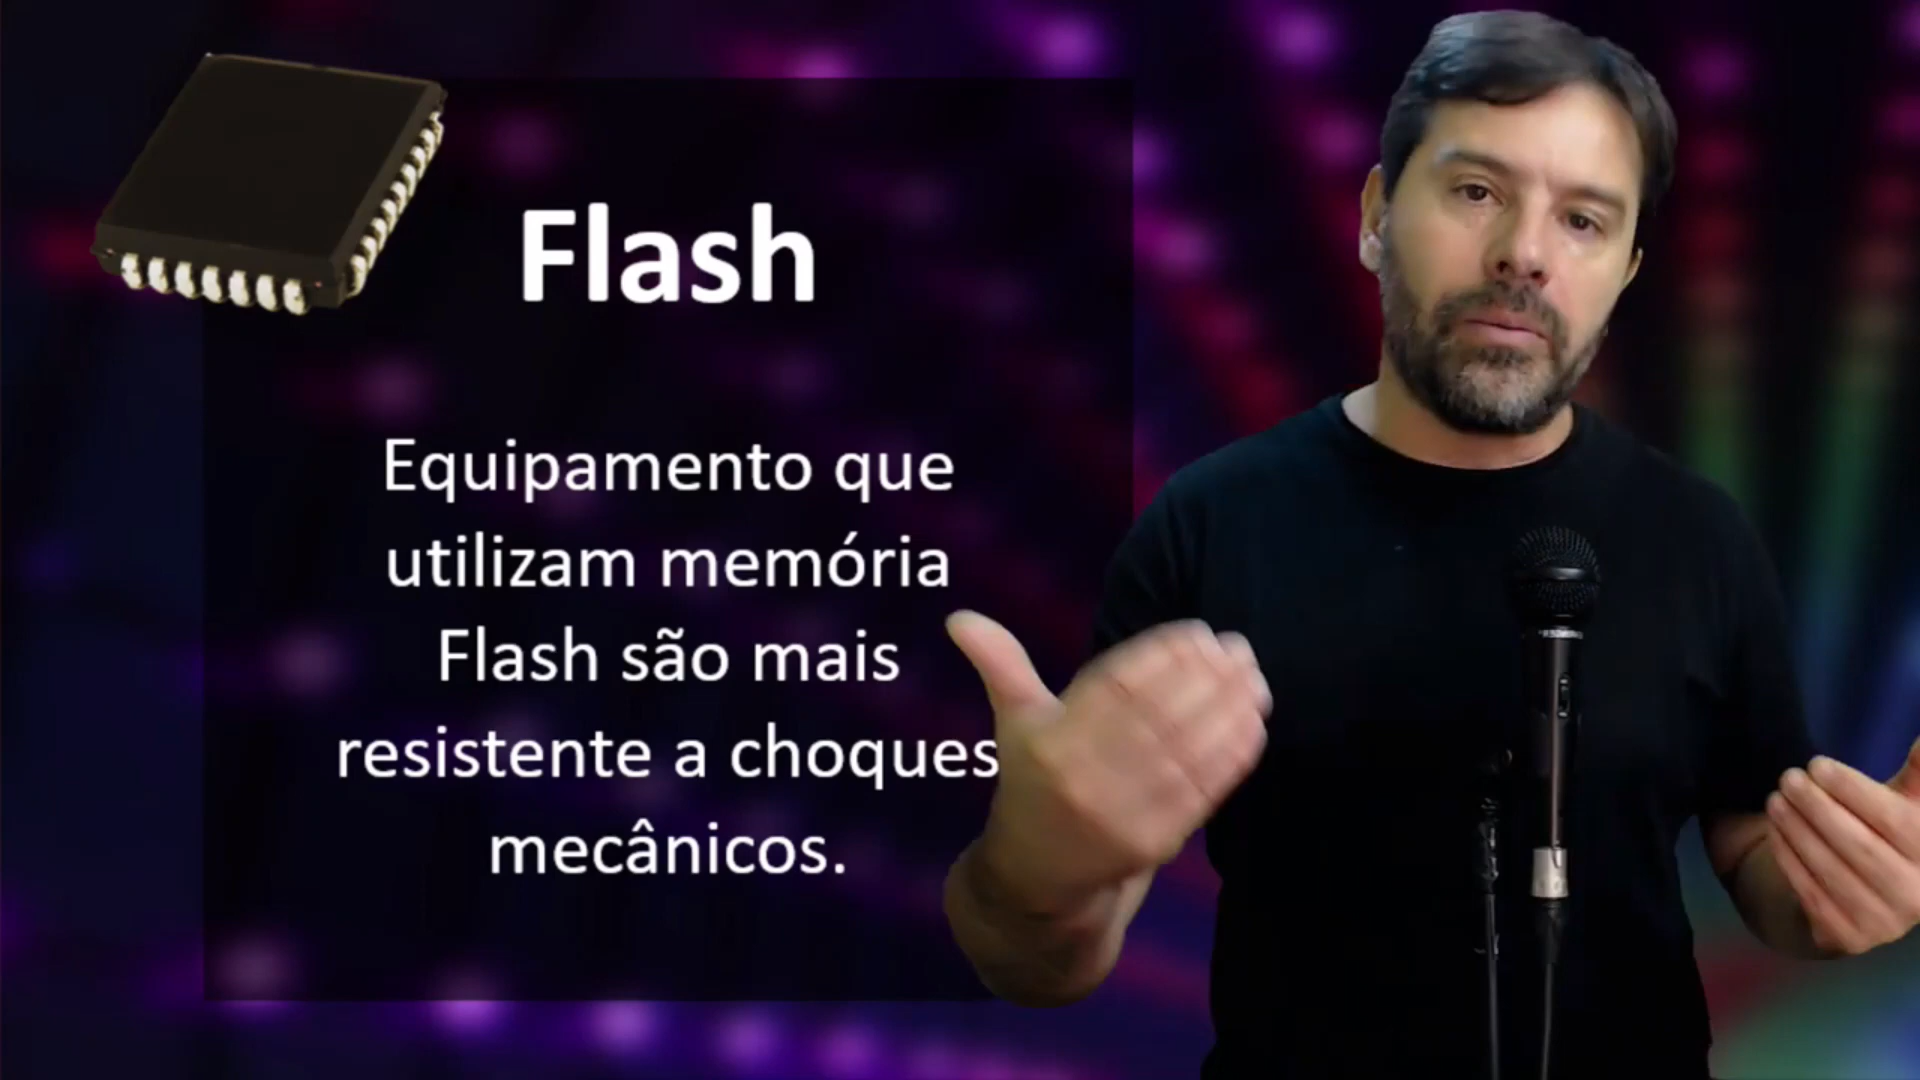 Flash
Equipamento que
utilizam memória
Flash são mais
resistente a choques
mecânicos.